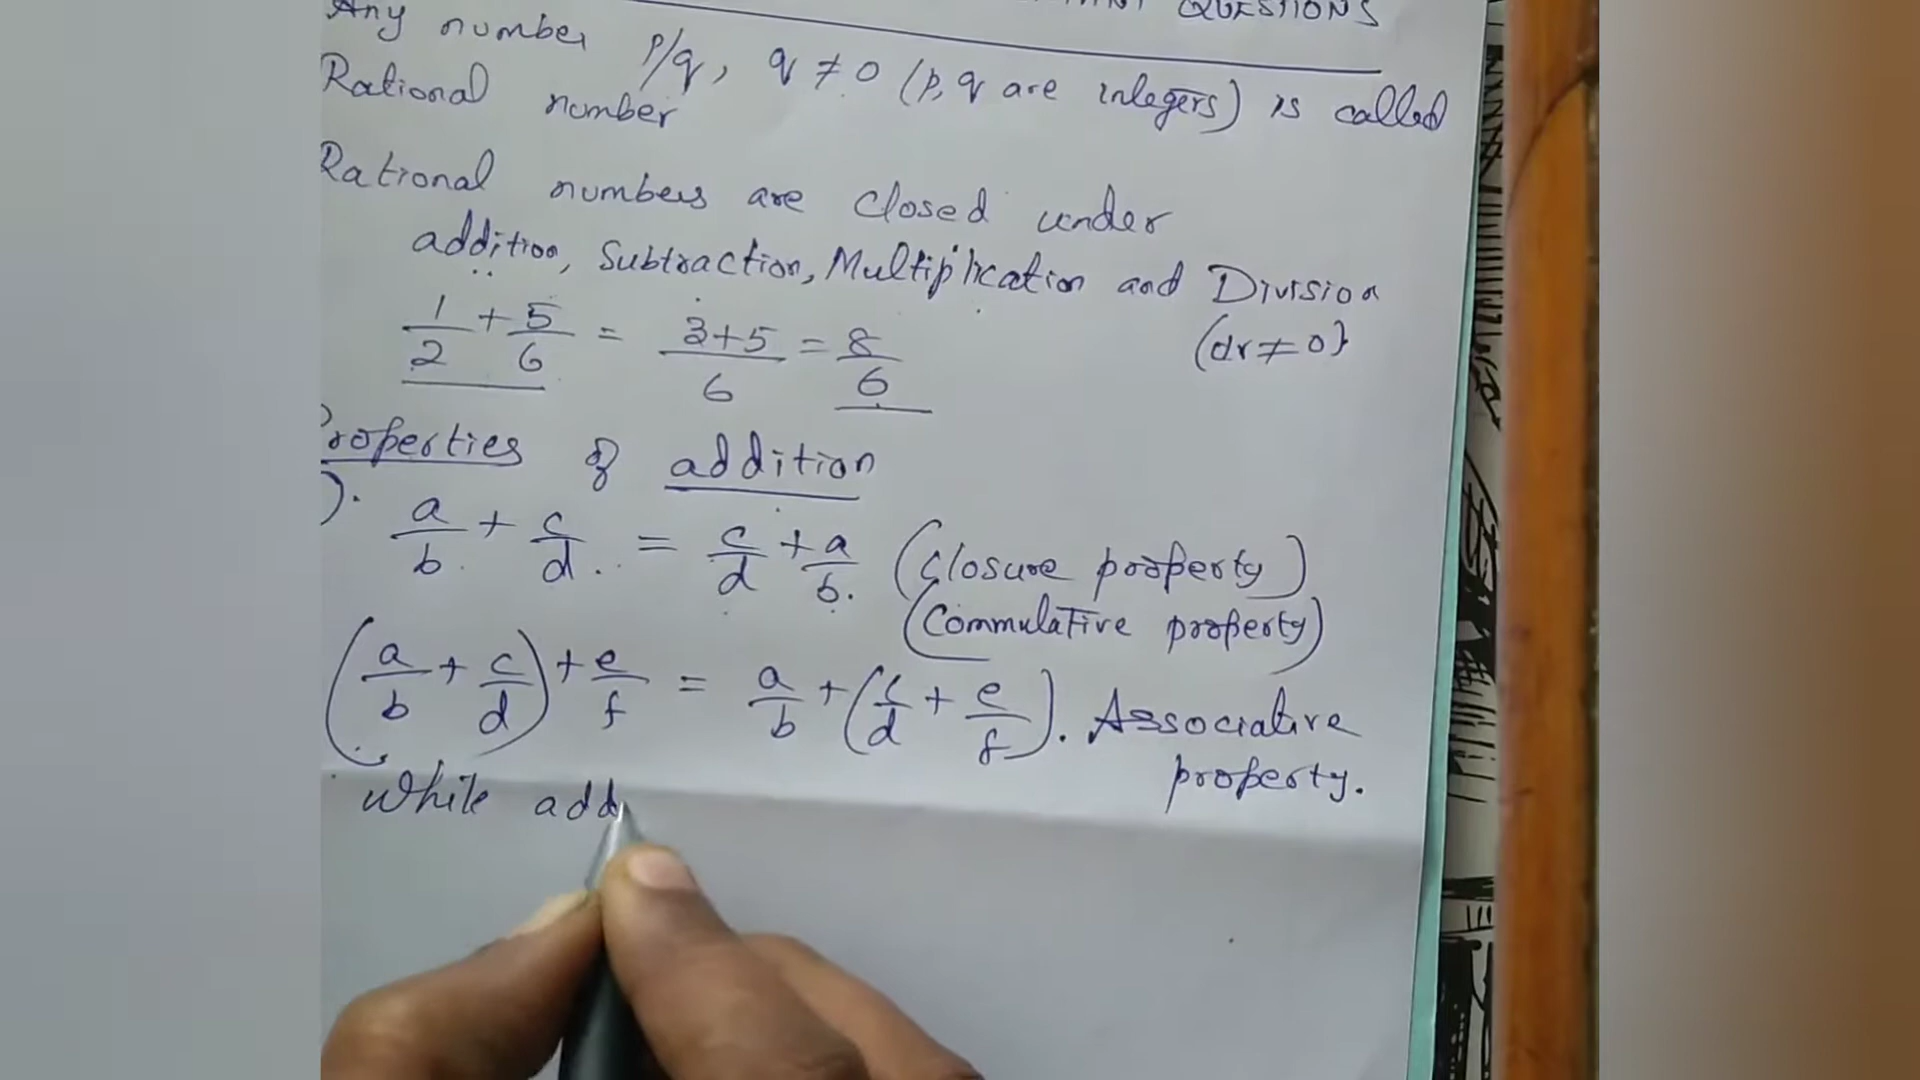 QUESTIONS
Any number p/q, q ≠ 0 (p, q are integers) is called
Rational number
Rational numbers are closed under
addition, Subtraction, Multiplication and Division
(dr ≠ 0)
1/2 + 5/6 = 3+5/6 = 8/6
Properties of addition
). a/b + c/d = c/d + a/b. (Closure property)
(Commutative property)
(a/b + c/d) + e/f = a/b + (c/d + e/f). Associative
property.
While add